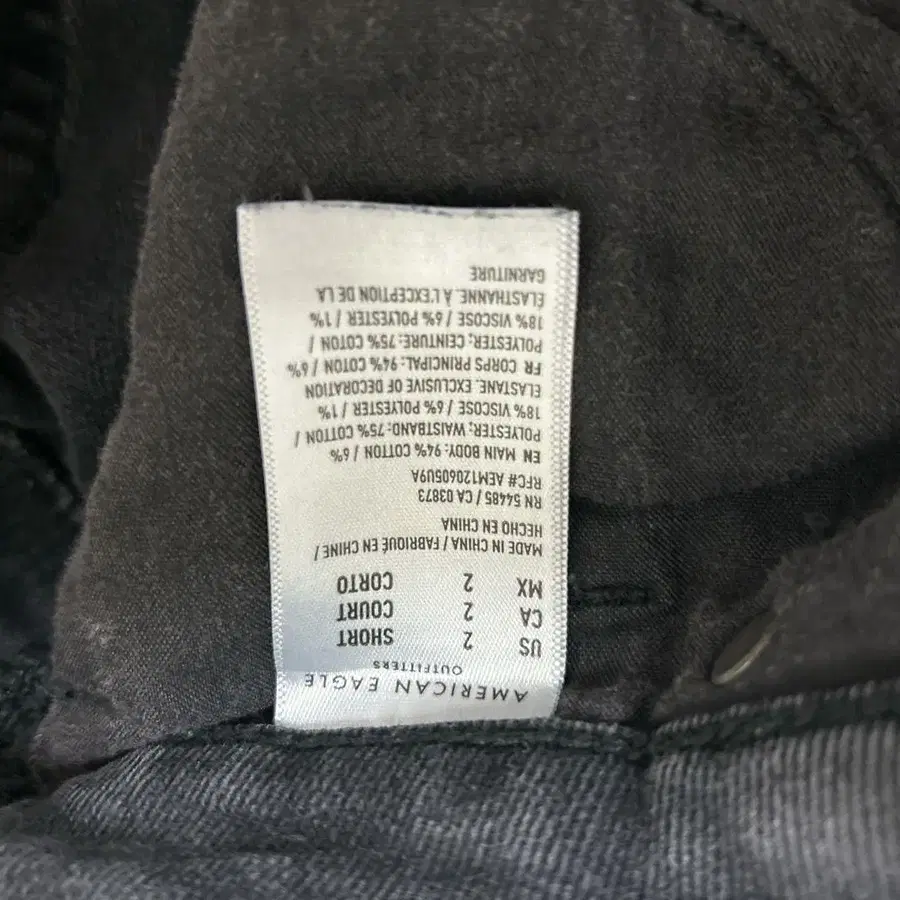 AMERICAN EAGLE
OUTFITTERS
US 2 SHORT
CA 2 COURT
MX 2 CORTO
MADE IN CHINA / FABRIQUÉ EN CHINE /
HECHO EN CHINA
RN 54485 / CA 03873
RFC# AEM120605U9A
EN MAIN BODY: 94% COTTON / 6%
POLYESTER; WAISTBAND: 75% COTTON /
18% VISCOSE / 6% POLYESTER / 1%
ELASTANE. EXCLUSIVE OF DECORATION
FR CORPS PRINCIPAL: 94% COTON / 6%
POLYESTER; CEINTURE: 75% COTON /
18% VISCOSE / 6% POLYESTER / 1%
ELASTHANNE. À L'EXCEPTION DE LA
GARNITURE